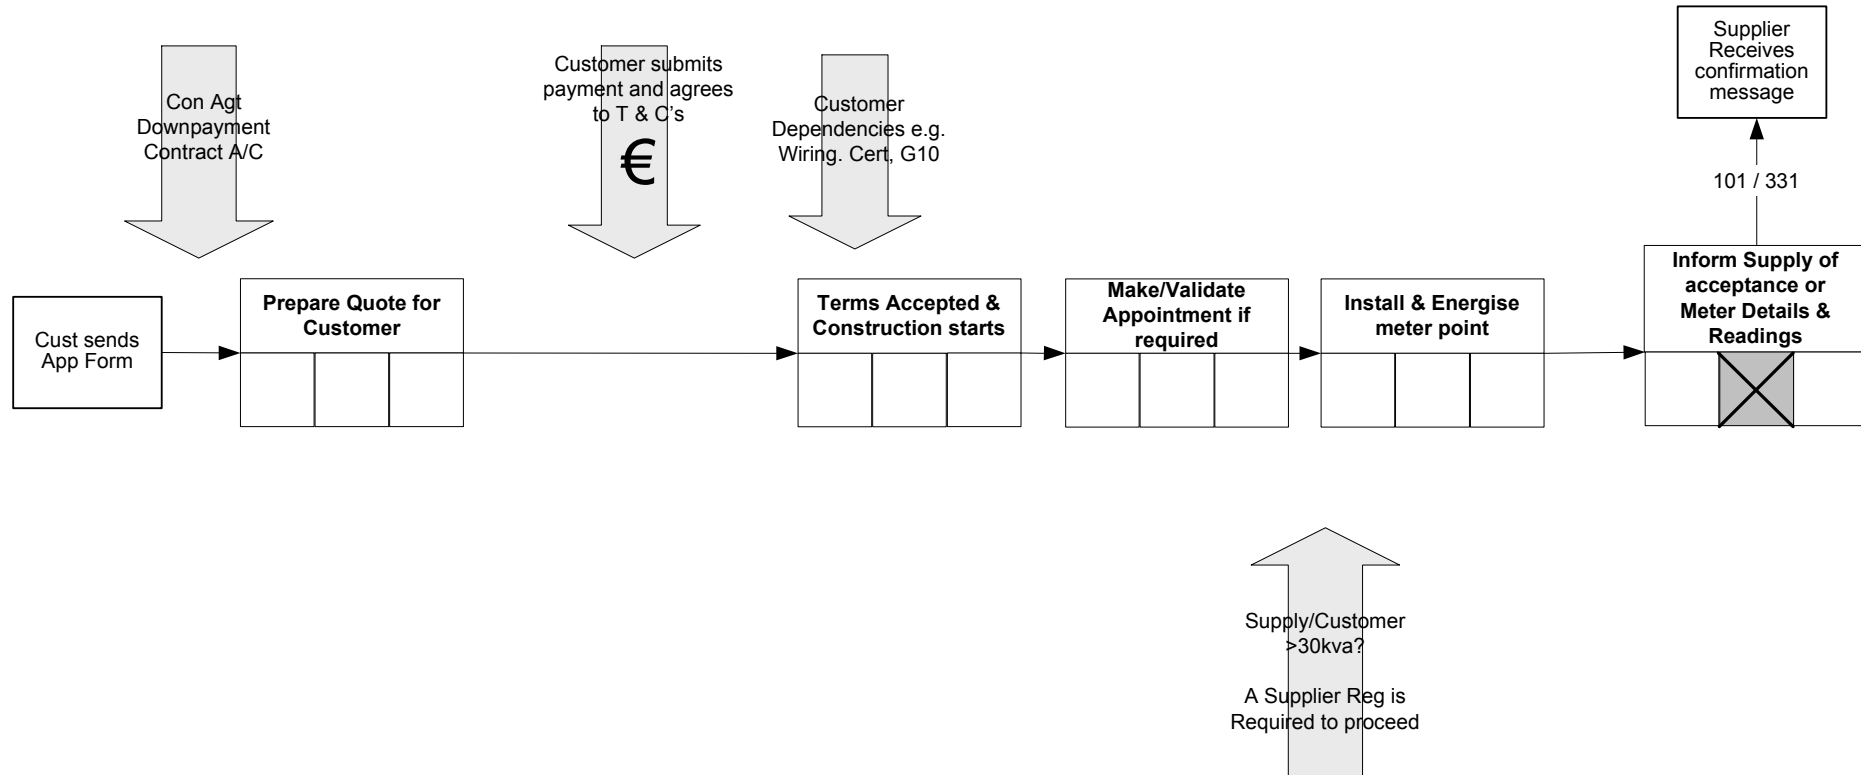 Con Agt
Downpayment
Contract A/C
Customer submits
payment and agrees
to T & C's
€
Customer
Dependencies e.g.
Wiring. Cert, G10
Supplier
Receives
confirmation
message
101 / 331
Cust sends
App Form
Prepare Quote for
Customer
Terms Accepted &
Construction starts
Make/Validate
Appointment if
required
Install & Energise
meter point
Inform Supply of
acceptance or
Meter Details &
Readings
Supply/Customer
>30kva?
A Supplier Reg is
Required to proceed